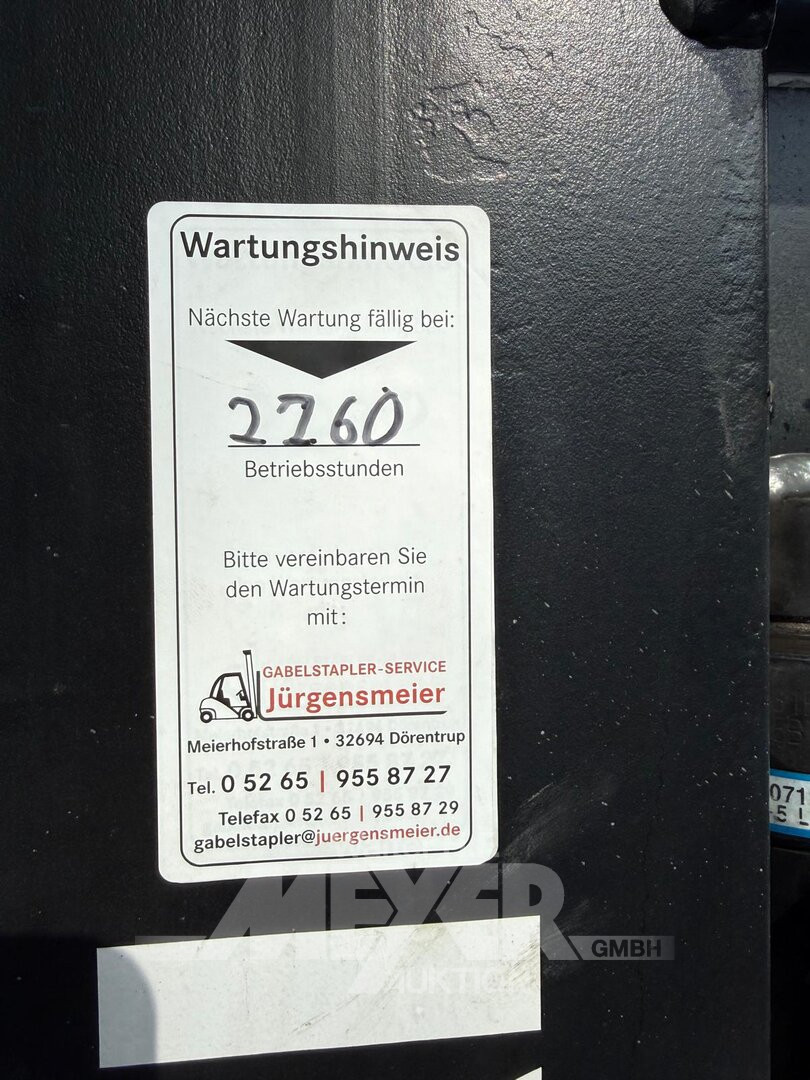 Wartungshinweis
Nächste Wartung fällig bei:
2260
Betriebsstunden
Bitte vereinbaren Sie
den Wartungstermin
mit:
GABELSTAPLER-SERVICE
Jürgensmeier
Meierhofstraße 1 • 32694 Dörentrup
Tel. 0 52 65 | 955 87 27
Telefax 0 52 65 | 955 87 29
gabelstapler@juergensmeier.de
071
5 L
MEYER
GMBH